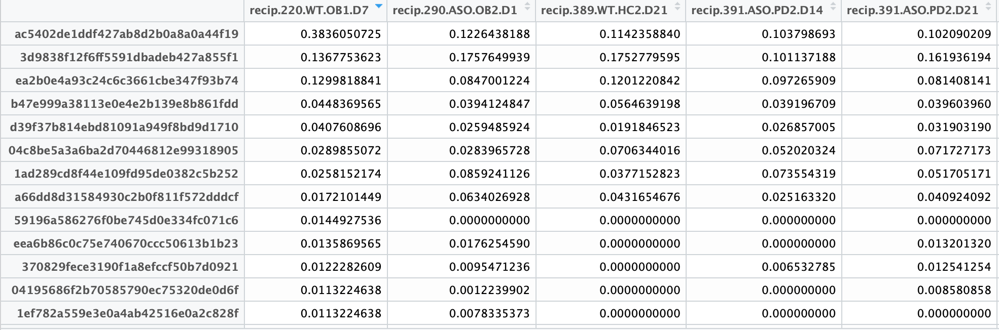 recip.220.WT.OB1.D7 recip.290.ASO.OB2.D1 recip.389.WT.HC2.D21 recip.391.ASO.PD2.D14 recip.391.ASO.PD2.D21
ac5402de1ddf427ab8d2b0a8a0a44f19 0.3836050725 0.1226438188 0.1142358840 0.103798693 0.102090209
3d9838f12f6ff5591dbadeb427a855f1 0.1367753623 0.1757649939 0.1752779595 0.101137188 0.161936194
ea2b0e4a93c24c6c3661cbe347f93b74 0.1299818841 0.0847001224 0.1201220842 0.097265909 0.081408141
b47e999a38113e0e4e2b139e8b861fdd 0.0448369565 0.0394124847 0.0564639198 0.039196709 0.039603960
d39f37b814ebd81091a949f8bd9d1710 0.0407608696 0.0259485924 0.0191846523 0.026857005 0.031903190
04c8be5a3a6ba2d70446812e99318905 0.0289855072 0.0283965728 0.0706344016 0.052020324 0.071727173
1ad289cd8f44e109fd95de0382c5b252 0.0258152174 0.0859241126 0.0377152823 0.073554319 0.051705171
a66dd8d31584930c2b0f811f572dddcf 0.0172101449 0.0634026928 0.0431654676 0.025163320 0.040924092
59196a586276f0be745d0e334fc071c6 0.0144927536 0.0000000000 0.0000000000 0.000000000 0.000000000
eea6b86c0c75e740670ccc50613b1b23 0.0135869565 0.0176254590 0.0000000000 0.000000000 0.013201320
370829fece3190f1a8efccf50b7d0921 0.0122282609 0.0095471236 0.0000000000 0.006532785 0.012541254
04195686f2b70585790ec75320de0d6f 0.0113224638 0.0012239902 0.0000000000 0.000000000 0.008580858
1ef782a559e3e0a4ab42516e0a2c828f 0.0113224638 0.0078335373 0.0000000000 0.000000000 0.000000000